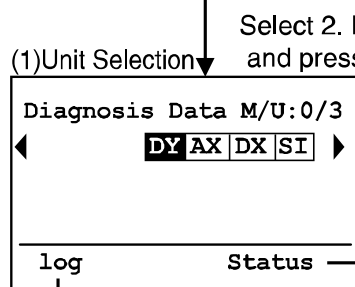 Select 2.
(1)Unit Selection and press
Diagnosis Data M/U:0/3
DY AX DX SI
log Status